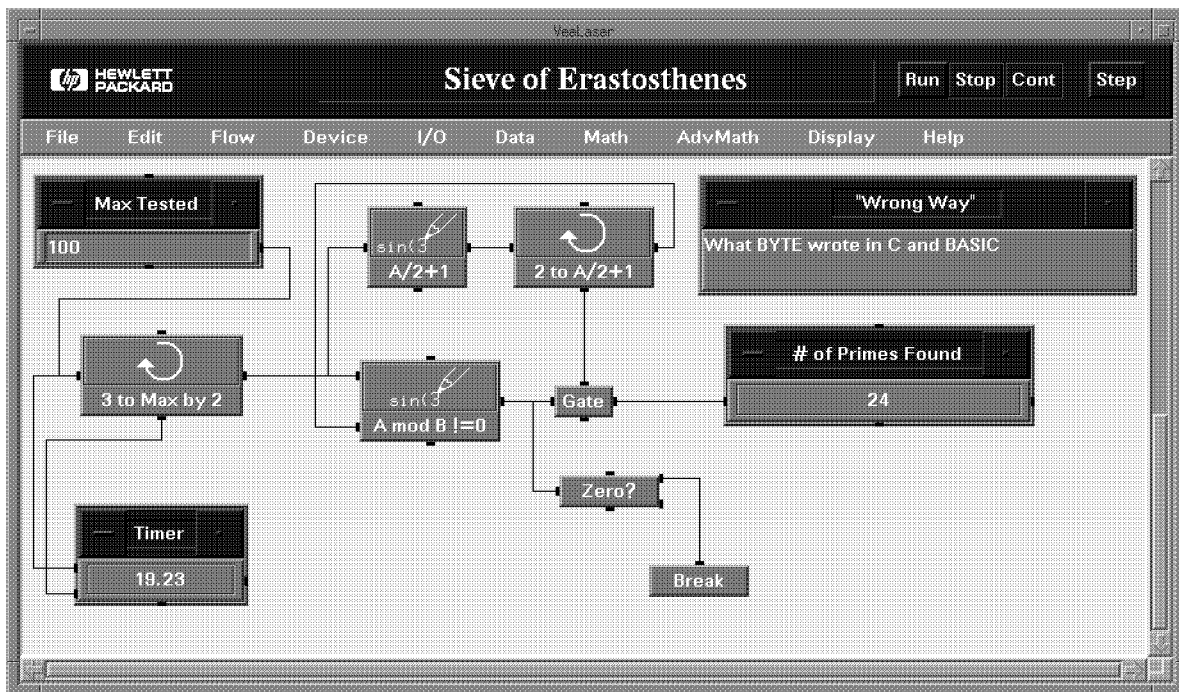 VeeLaser
HEWLETT
PACKARD
Sieve of Erastosthenes
Run Stop Cont Step
File Edit Flow Device I/O Data Math AdvMath Display Help
Max Tested
100
sin(3
A/2+1
2 to A/2+1
"Wrong Way"
What BYTE wrote in C and BASIC
3 to Max by 2
sin(3
A mod B !=0
Gate
# of Primes Found
24
Zero?
Timer
19.23
Break